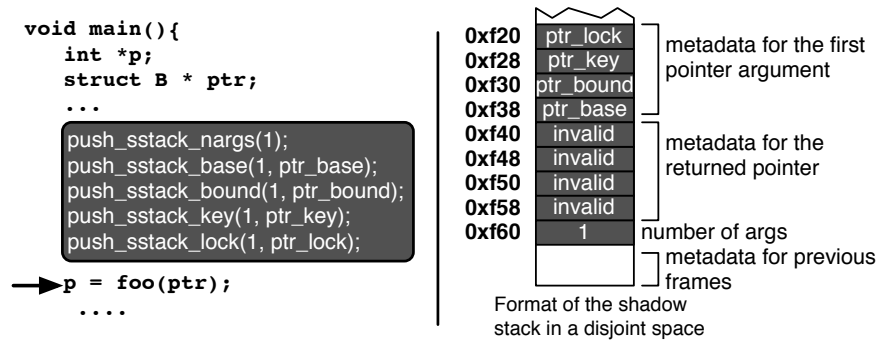 void main(){
int *p;
struct B * ptr;
...
push_sstack_nargs(1);
push_sstack_base(1, ptr_base);
push_sstack_bound(1, ptr_bound);
push_sstack_key(1, ptr_key);
push_sstack_lock(1, ptr_lock);
p = foo(ptr);
....
0xf20 ptr_lock
0xf28 ptr_key
0xf30 ptr_bound
0xf38 ptr_base
metadata for the first
pointer argument
0xf40 invalid
0xf48 invalid
0xf50 invalid
0xf58 invalid
metadata for the
returned pointer
0xf60 1 number of args
metadata for previous
frames
Format of the shadow
stack in a disjoint space